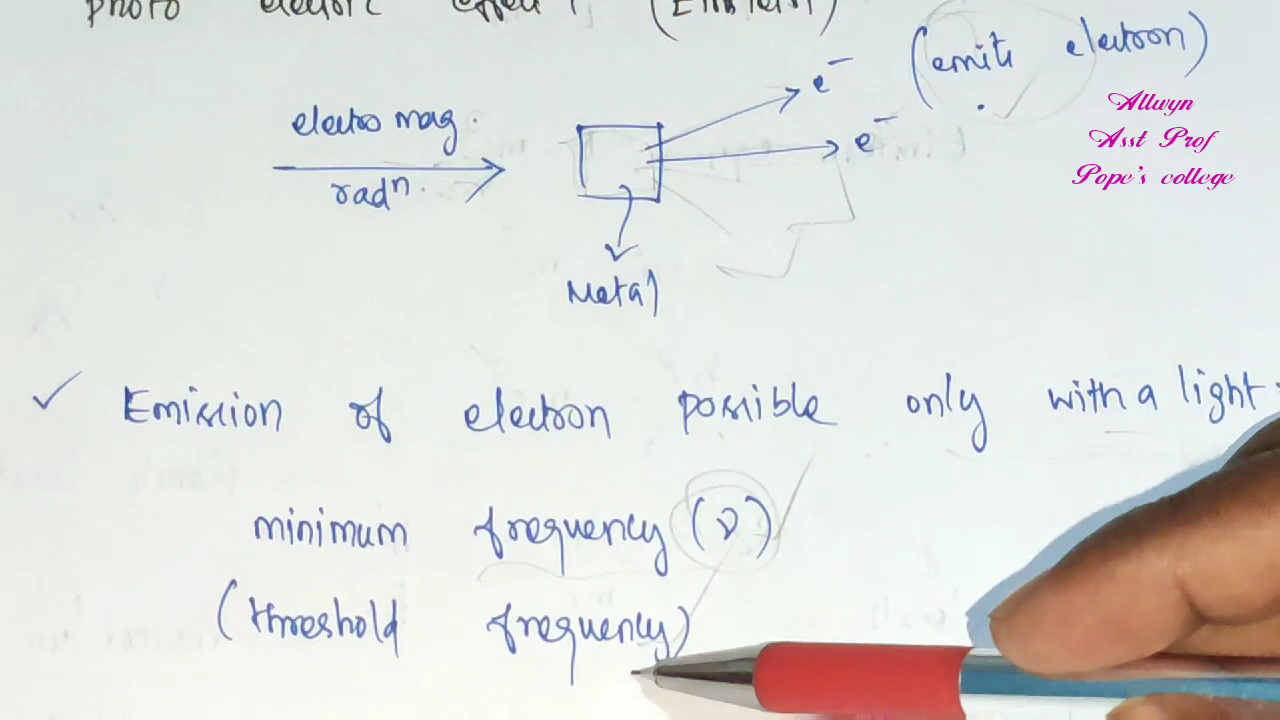 photo electric effect (Einstein)
(emits electron)
e⁻
electro mag.
e⁻
radⁿ.
Metal
Allwyn
Asst Prof
Pope's college
✓ Emission of electron possible only with a light
minimum frequency (ν)
(threshold frequency)